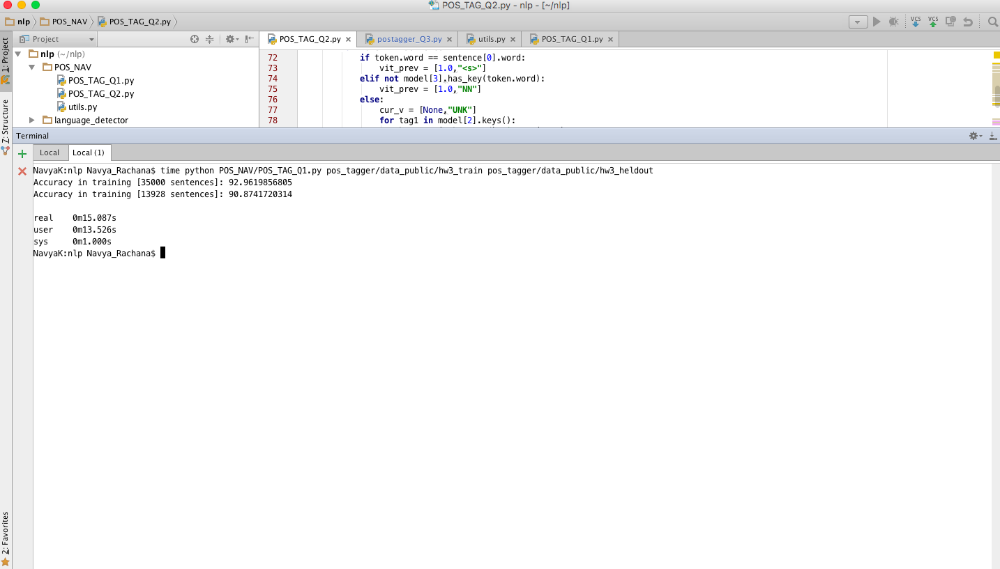 POS_TAG_Q2.py - nlp - [~/nlp]
nlp POS_NAV POS_TAG_Q2.py
VCS VCS
1: Project
Z: Structure
2: Favorites
Project
POS_TAG_Q2.py postagger_Q3.py utils.py POS_TAG_Q1.py
nlp (~/nlp)
POS_NAV
POS_TAG_Q1.py
POS_TAG_Q2.py
utils.py
language_detector
72 if token.word == sentence[0].word:
73 vit_prev = [1.0,"<s>"]
74 elif not model[3].has_key(token.word):
75 vit_prev = [1.0,"NN"]
76 else:
77 cur_v = [None,"UNK"]
78 for tag1 in model[2].keys():
Terminal
Local Local (1)
NavyaK:nlp Navya_Rachana$ time python POS_NAV/POS_TAG_Q1.py pos_tagger/data_public/hw3_train pos_tagger/data_public/hw3_heldout
Accuracy in training [35000 sentences]: 92.9619856805
Accuracy in training [13928 sentences]: 90.8741720314
real 0m15.087s
user 0m13.526s
sys 0m1.000s
NavyaK:nlp Navya_Rachana$